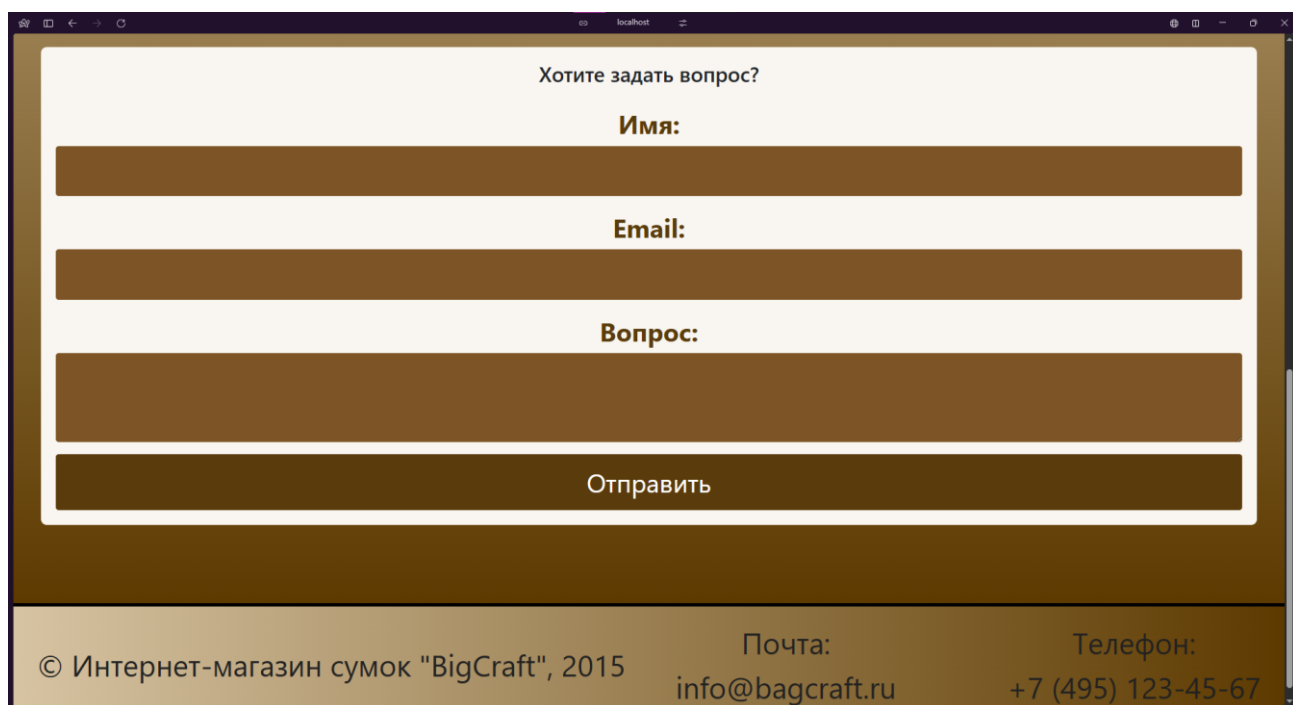 localhost
Хотите задать вопрос?
Имя:
Email:
Вопрос:
Отправить
© Интернет-магазин сумок "BigCraft", 2015
Почта:
info@bagcraft.ru
Телефон:
+7 (495) 123-45-67